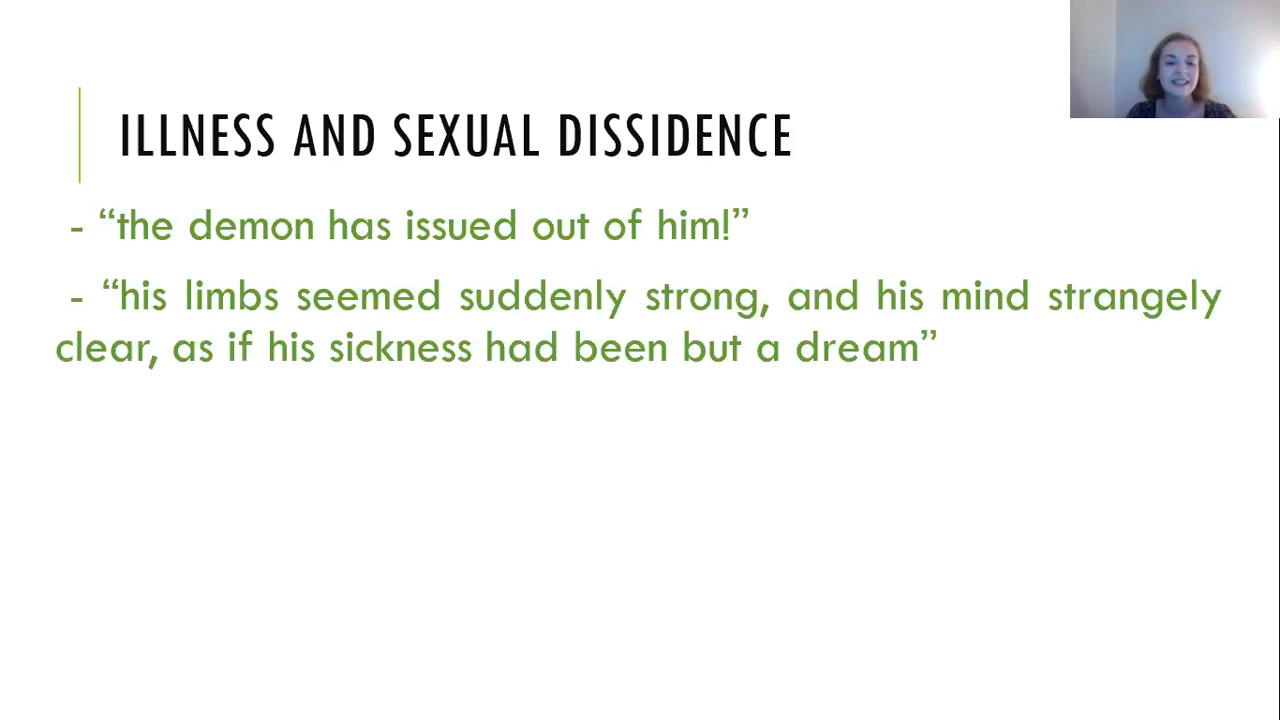 ILLNESS AND SEXUAL DISSIDENCE
- “the demon has issued out of him!”
- “his limbs seemed suddenly strong, and his mind strangely
clear, as if his sickness had been but a dream”